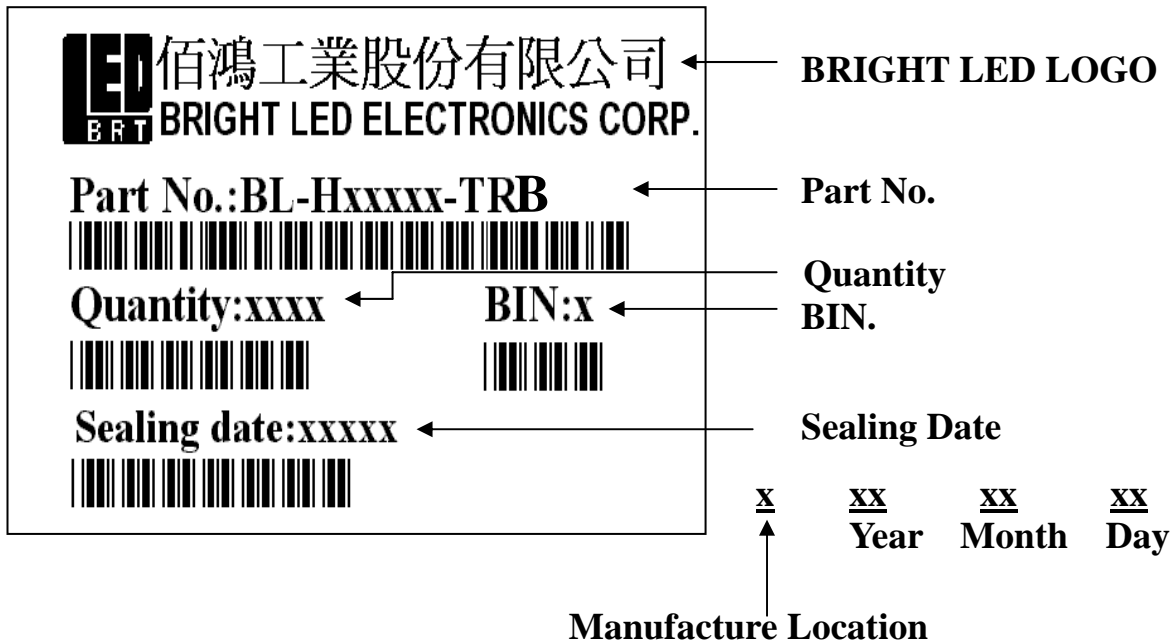 LED
BRT
佰鴻工業股份有限公司
BRIGHT LED ELECTRONICS CORP.
BRIGHT LED LOGO
Part No.:BL-Hxxxxx-TRB
Part No.
Quantity:xxxx
BIN:x
Quantity
BIN.
Sealing date:xxxxx
Sealing Date
x xx xx xx
Year Month Day
Manufacture Location